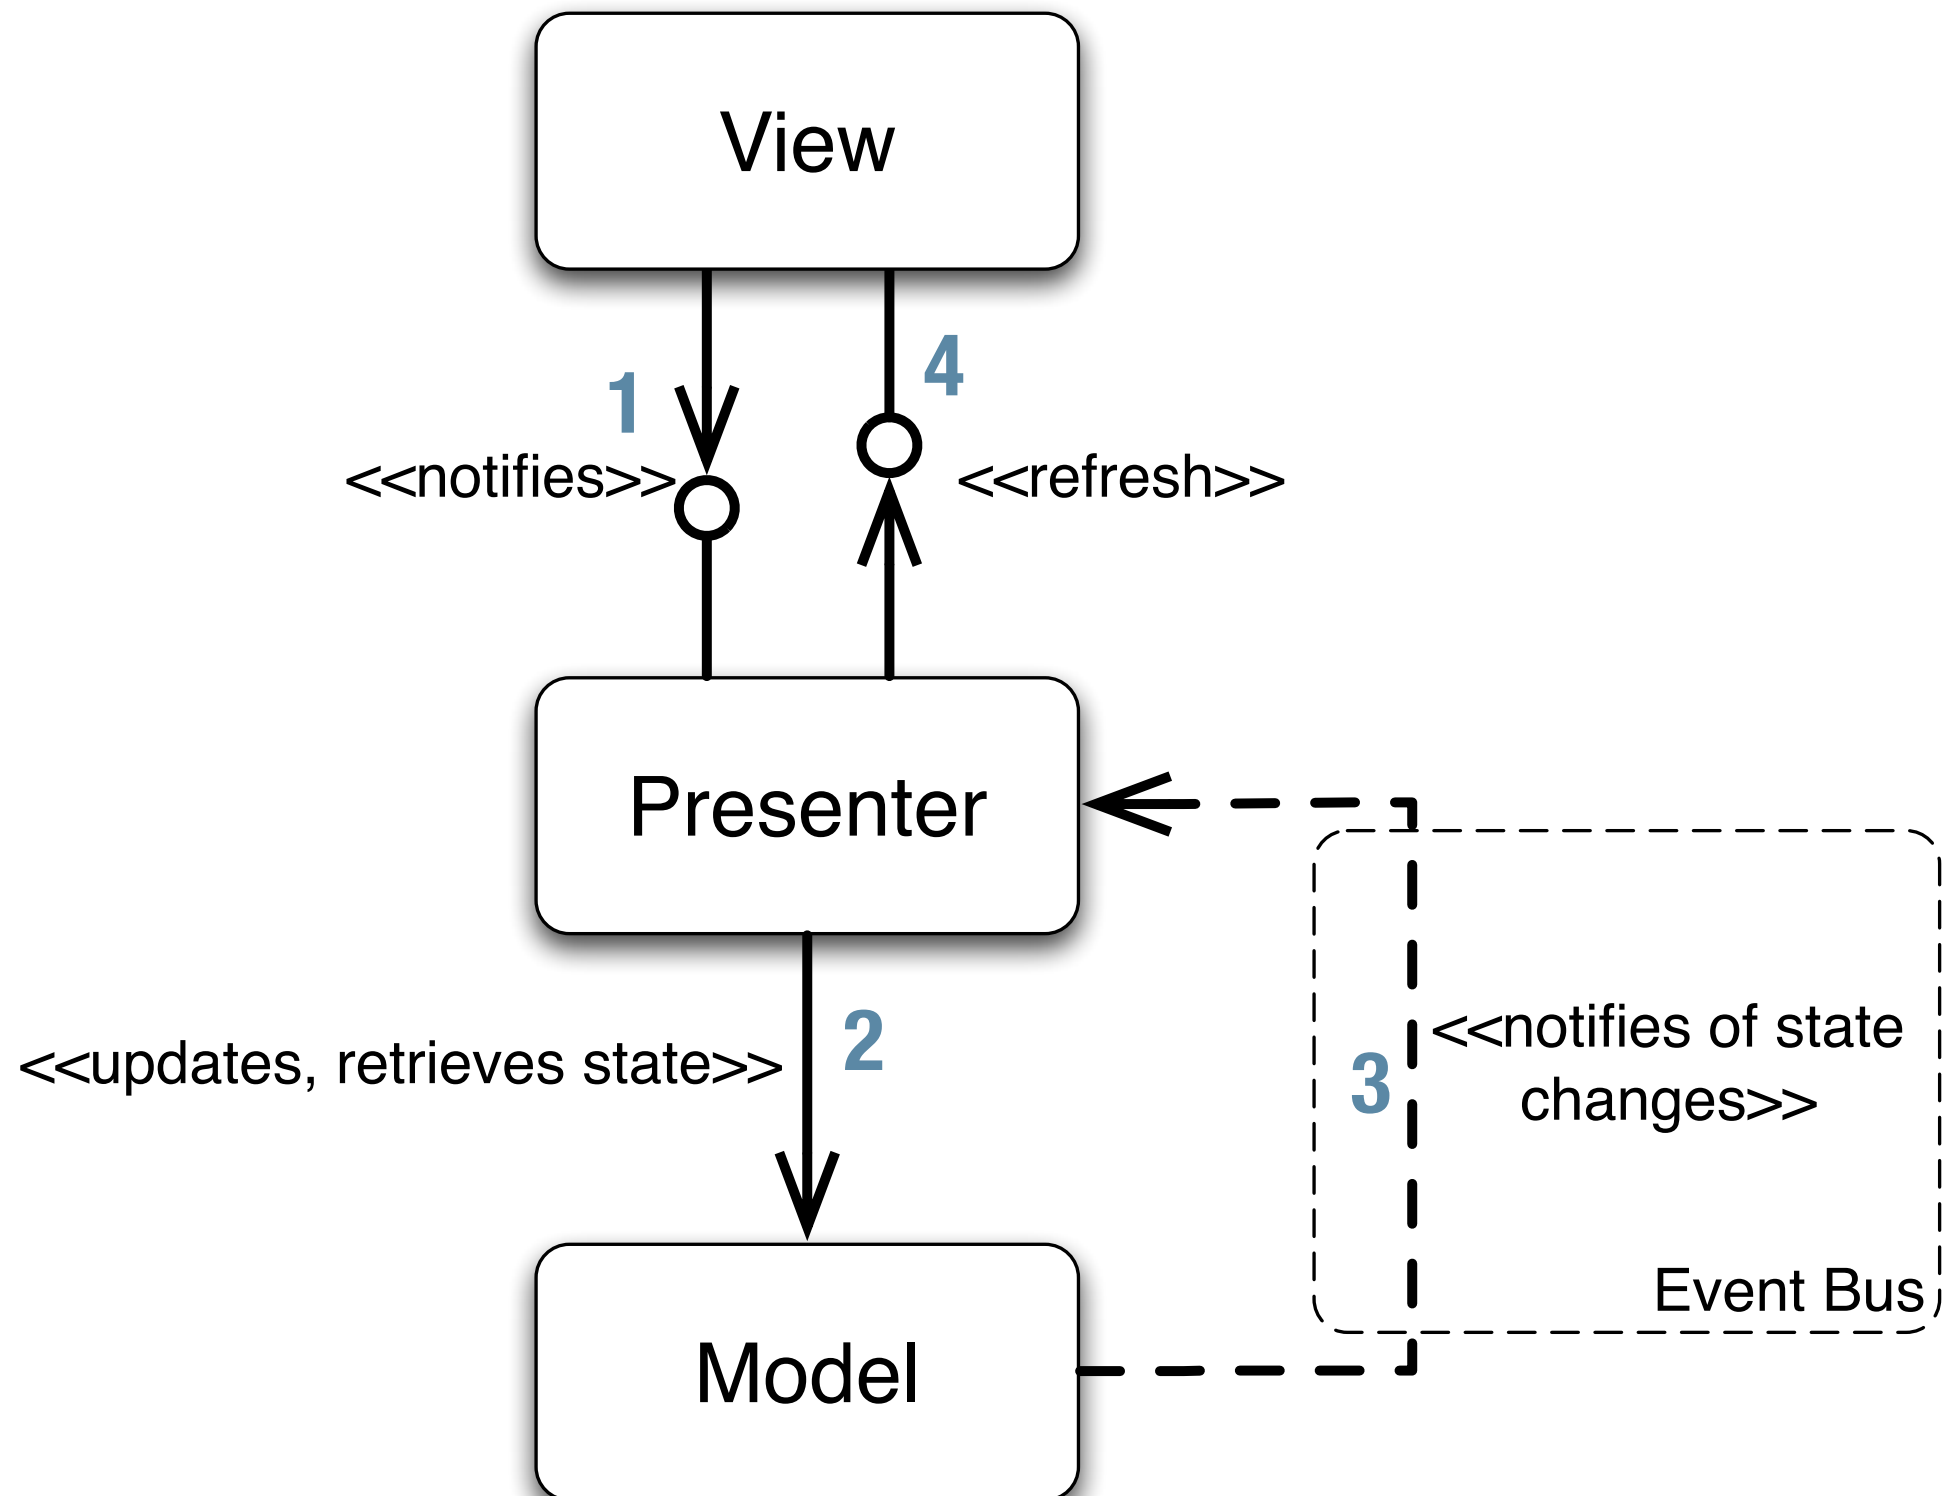 View
1
4
<<notifies>>
<<refresh>>
Presenter
<<updates, retrieves state>>
2
3
<<notifies of state
changes>>
Event Bus
Model